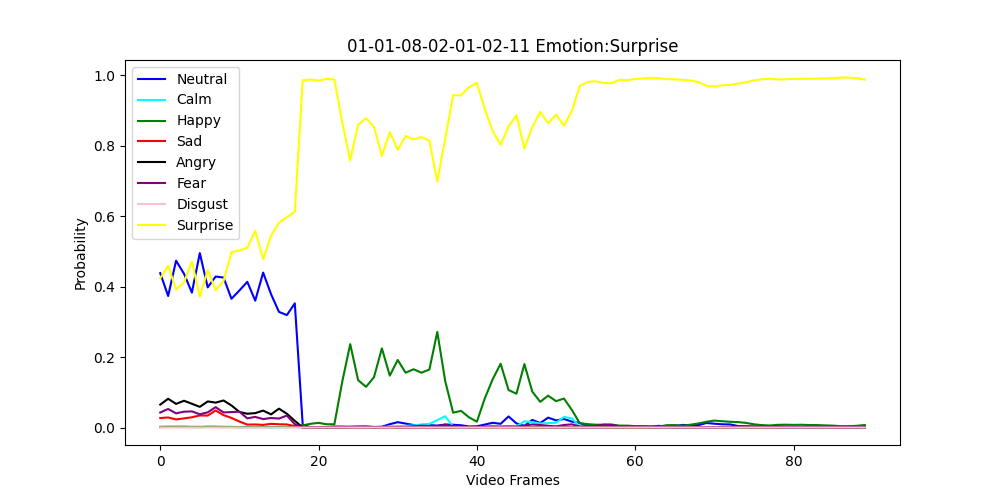 01-01-08-02-01-02-11 Emotion:Surprise
Probability
1.0
0.8
0.6
0.4
0.2
0.0
Neutral
Calm
Happy
Sad
Angry
Fear
Disgust
Surprise
0 20 40 60 80
Video Frames